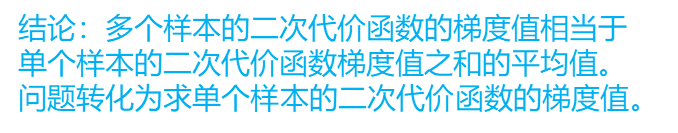 结论：多个样本的二次代价函数的梯度值相当于
单个样本的二次代价函数梯度值之和的平均值。
问题转化为求单个样本的二次代价函数的梯度值。